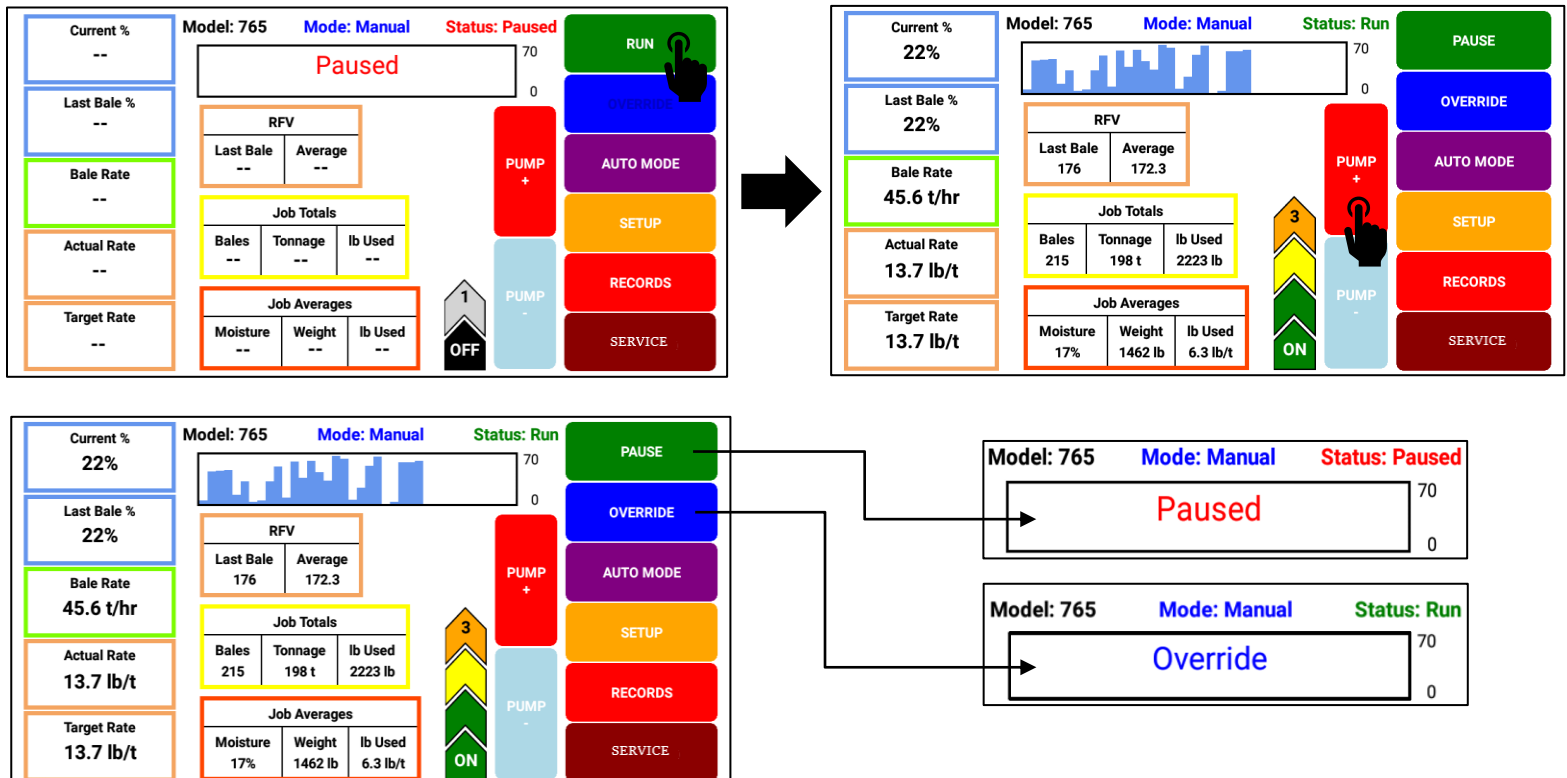 Model: 765 Mode: Manual Status: Paused
Current %
--
Last Bale %
--
Bale Rate
--
Actual Rate
--
Target Rate
--
Paused
70
0
RFV
Last Bale Average
-- --
Job Totals
Bales Tonnage lb Used
-- -- --
Job Averages
Moisture Weight lb Used
-- -- --
1
OFF
PUMP
+
PUMP
-
RUN
OVERRIDE
AUTO MODE
SETUP
RECORDS
SERVICE
Model: 765 Mode: Manual Status: Run
Current %
22%
Last Bale %
22%
Bale Rate
45.6 t/hr
Actual Rate
13.7 lb/t
Target Rate
13.7 lb/t
70
0
RFV
Last Bale Average
176 172.3
Job Totals
Bales Tonnage lb Used
215 198 t 2223 lb
Job Averages
Moisture Weight lb Used
17% 1462 lb 6.3 lb/t
3
ON
PUMP
+
PUMP
-
PAUSE
OVERRIDE
AUTO MODE
SETUP
RECORDS
SERVICE
Model: 765 Mode: Manual Status: Run
Current %
22%
Last Bale %
22%
Bale Rate
45.6 t/hr
Actual Rate
13.7 lb/t
Target Rate
13.7 lb/t
70
0
RFV
Last Bale Average
176 172.3
Job Totals
Bales Tonnage lb Used
215 198 t 2223 lb
Job Averages
Moisture Weight lb Used
17% 1462 lb 6.3 lb/t
3
ON
PUMP
+
PUMP
-
PAUSE
OVERRIDE
AUTO MODE
SETUP
RECORDS
SERVICE
Model: 765 Mode: Manual Status: Paused
Paused
70
0
Model: 765 Mode: Manual Status: Run
Override
70
0